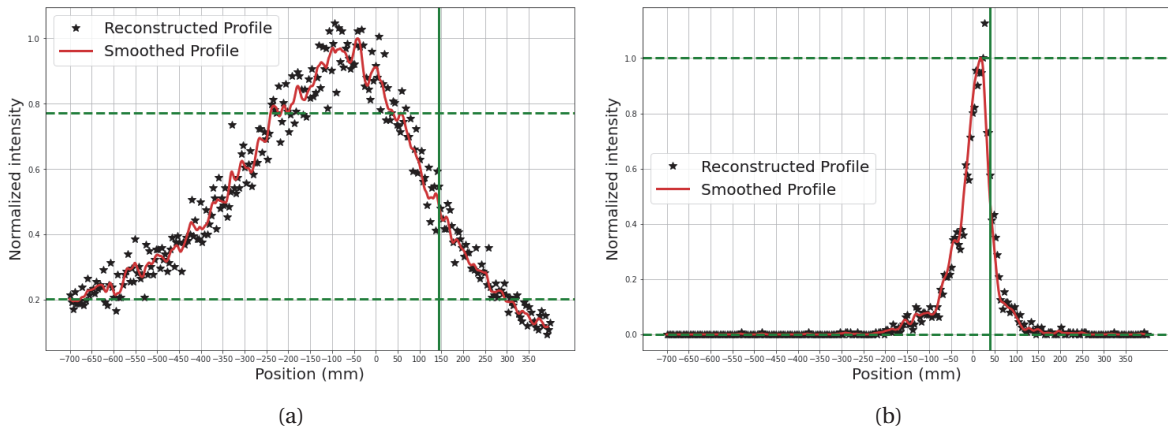 Reconstructed Profile
Smoothed Profile
Normalized intensity
1.0
0.8
0.6
0.4
0.2
−700 −650 −600 −550 −500 −450 −400 −350 −300 −250 −200 −150 −100 −50 0 50 100 150 200 250 300 350
Position (mm)
(a)
Reconstructed Profile
Smoothed Profile
Normalized intensity
1.0
0.8
0.6
0.4
0.2
0.0
−700 −650 −600 −550 −500 −450 −400 −350 −300 −250 −200 −150 −100 −50 0 50 100 150 200 250 300 350
Position (mm)
(b)